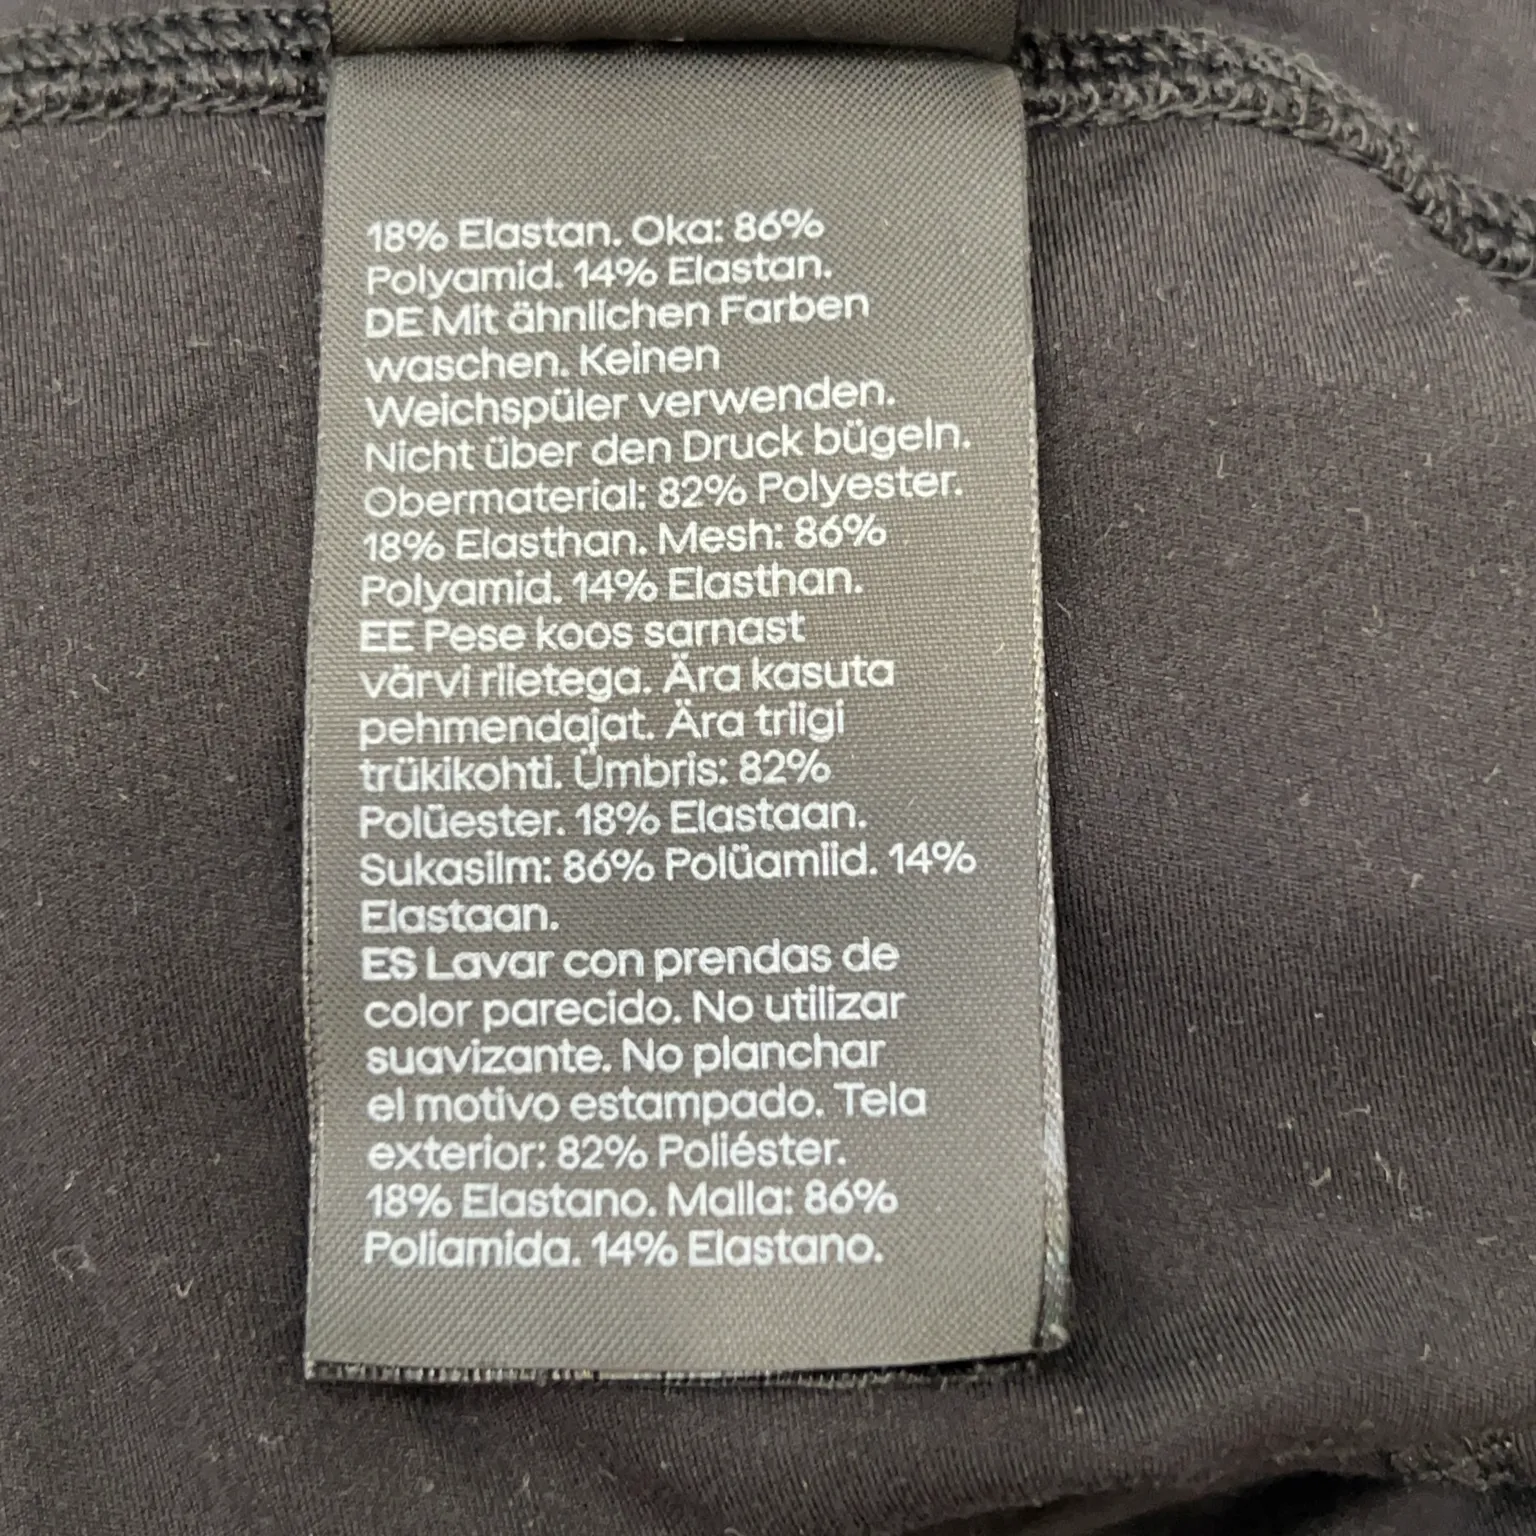 18% Elastan. Oka: 86%
Polyamid. 14% Elastan.
DE Mit ähnlichen Farben
waschen. Keinen
Weichspüler verwenden.
Nicht über den Druck bügeln.
Obermaterial: 82% Polyester.
18% Elasthan. Mesh: 86%
Polyamid. 14% Elasthan.
EE Pese koos sarnast
värvi riietega. Ära kasuta
pehmendajat. Ära triigi
trükikohti. Ümbris: 82%
Polüester. 18% Elastaan.
Sukasilm: 86% Polüamiid. 14%
Elastaan.
ES Lavar con prendas de
color parecido. No utilizar
suavizante. No planchar
el motivo estampado. Tela
exterior: 82% Poliéster.
18% Elastano. Malla: 86%
Poliamida. 14% Elastano.